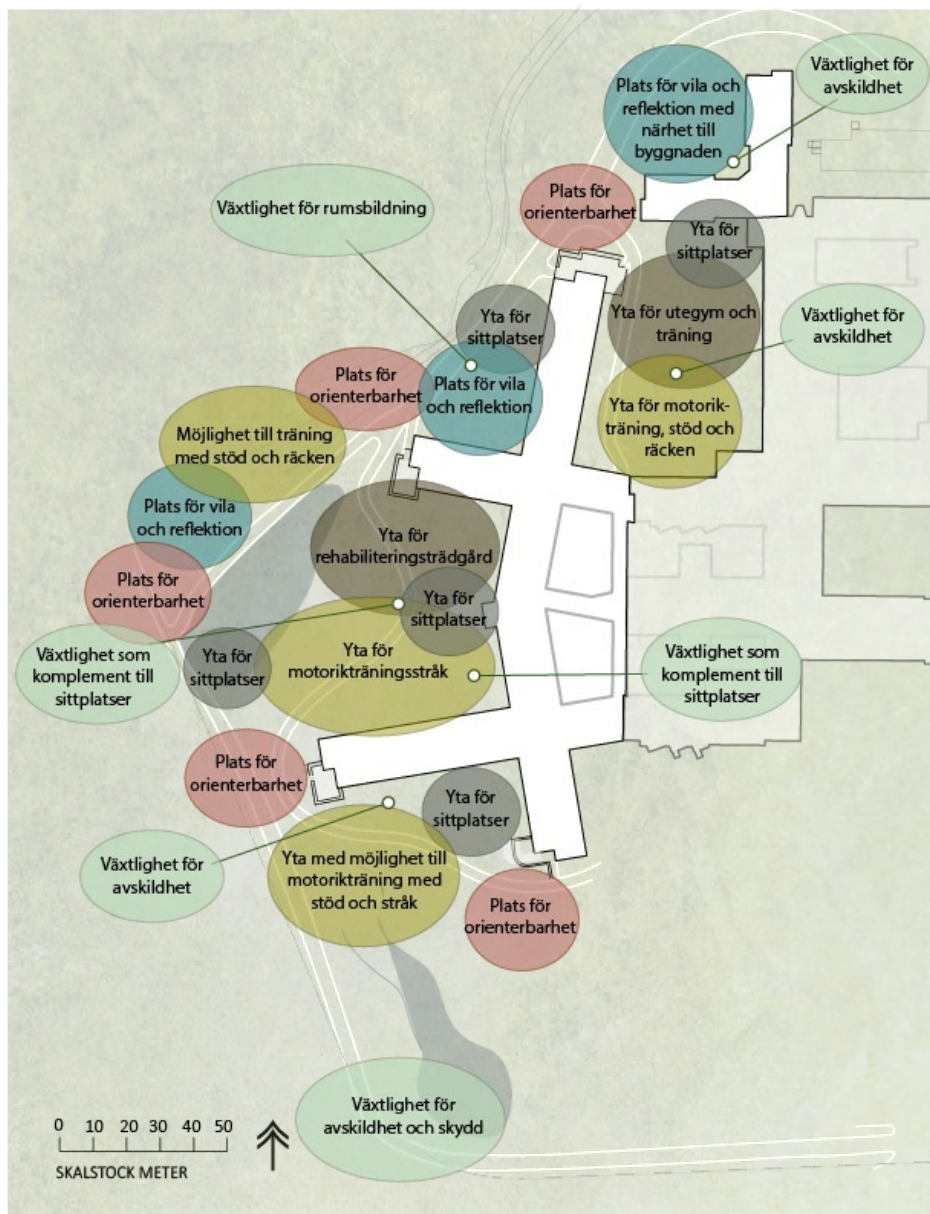 Växtlighet för
avskildhet
Plats för vila och
reflektion med
närhet till
byggnaden
Plats för
orienterbarhet
Växtlighet för rumsbildning
Yta för
sittplatser
Yta för utegym och
träning
Växtlighet för
avskildhet
Yta för
sittplatser
Plats för
orienterbarhet
Plats för vila
och reflektion
Yta för motorik-
träning, stöd och
räcken
Möjlighet till träning
med stöd och räcken
Plats för vila
och reflektion
Yta för
rehabiliteringsträdgård
Plats för
orienterbarhet
Yta för
sittplatser
Växtlighet som
komplement till
sittplatser
Yta för
sittplatser
Yta för
motorikträningsstråk
Växtlighet som
komplement till
sittplatser
Plats för
orienterbarhet
Yta för
sittplatser
Växtlighet för
avskildhet
Yta med möjlighet till
motorikträning med
stöd och stråk
Plats för
orienterbarhet
Växtlighet för
avskildhet och skydd
0 10 20 30 40 50
SKALSTOCK METER